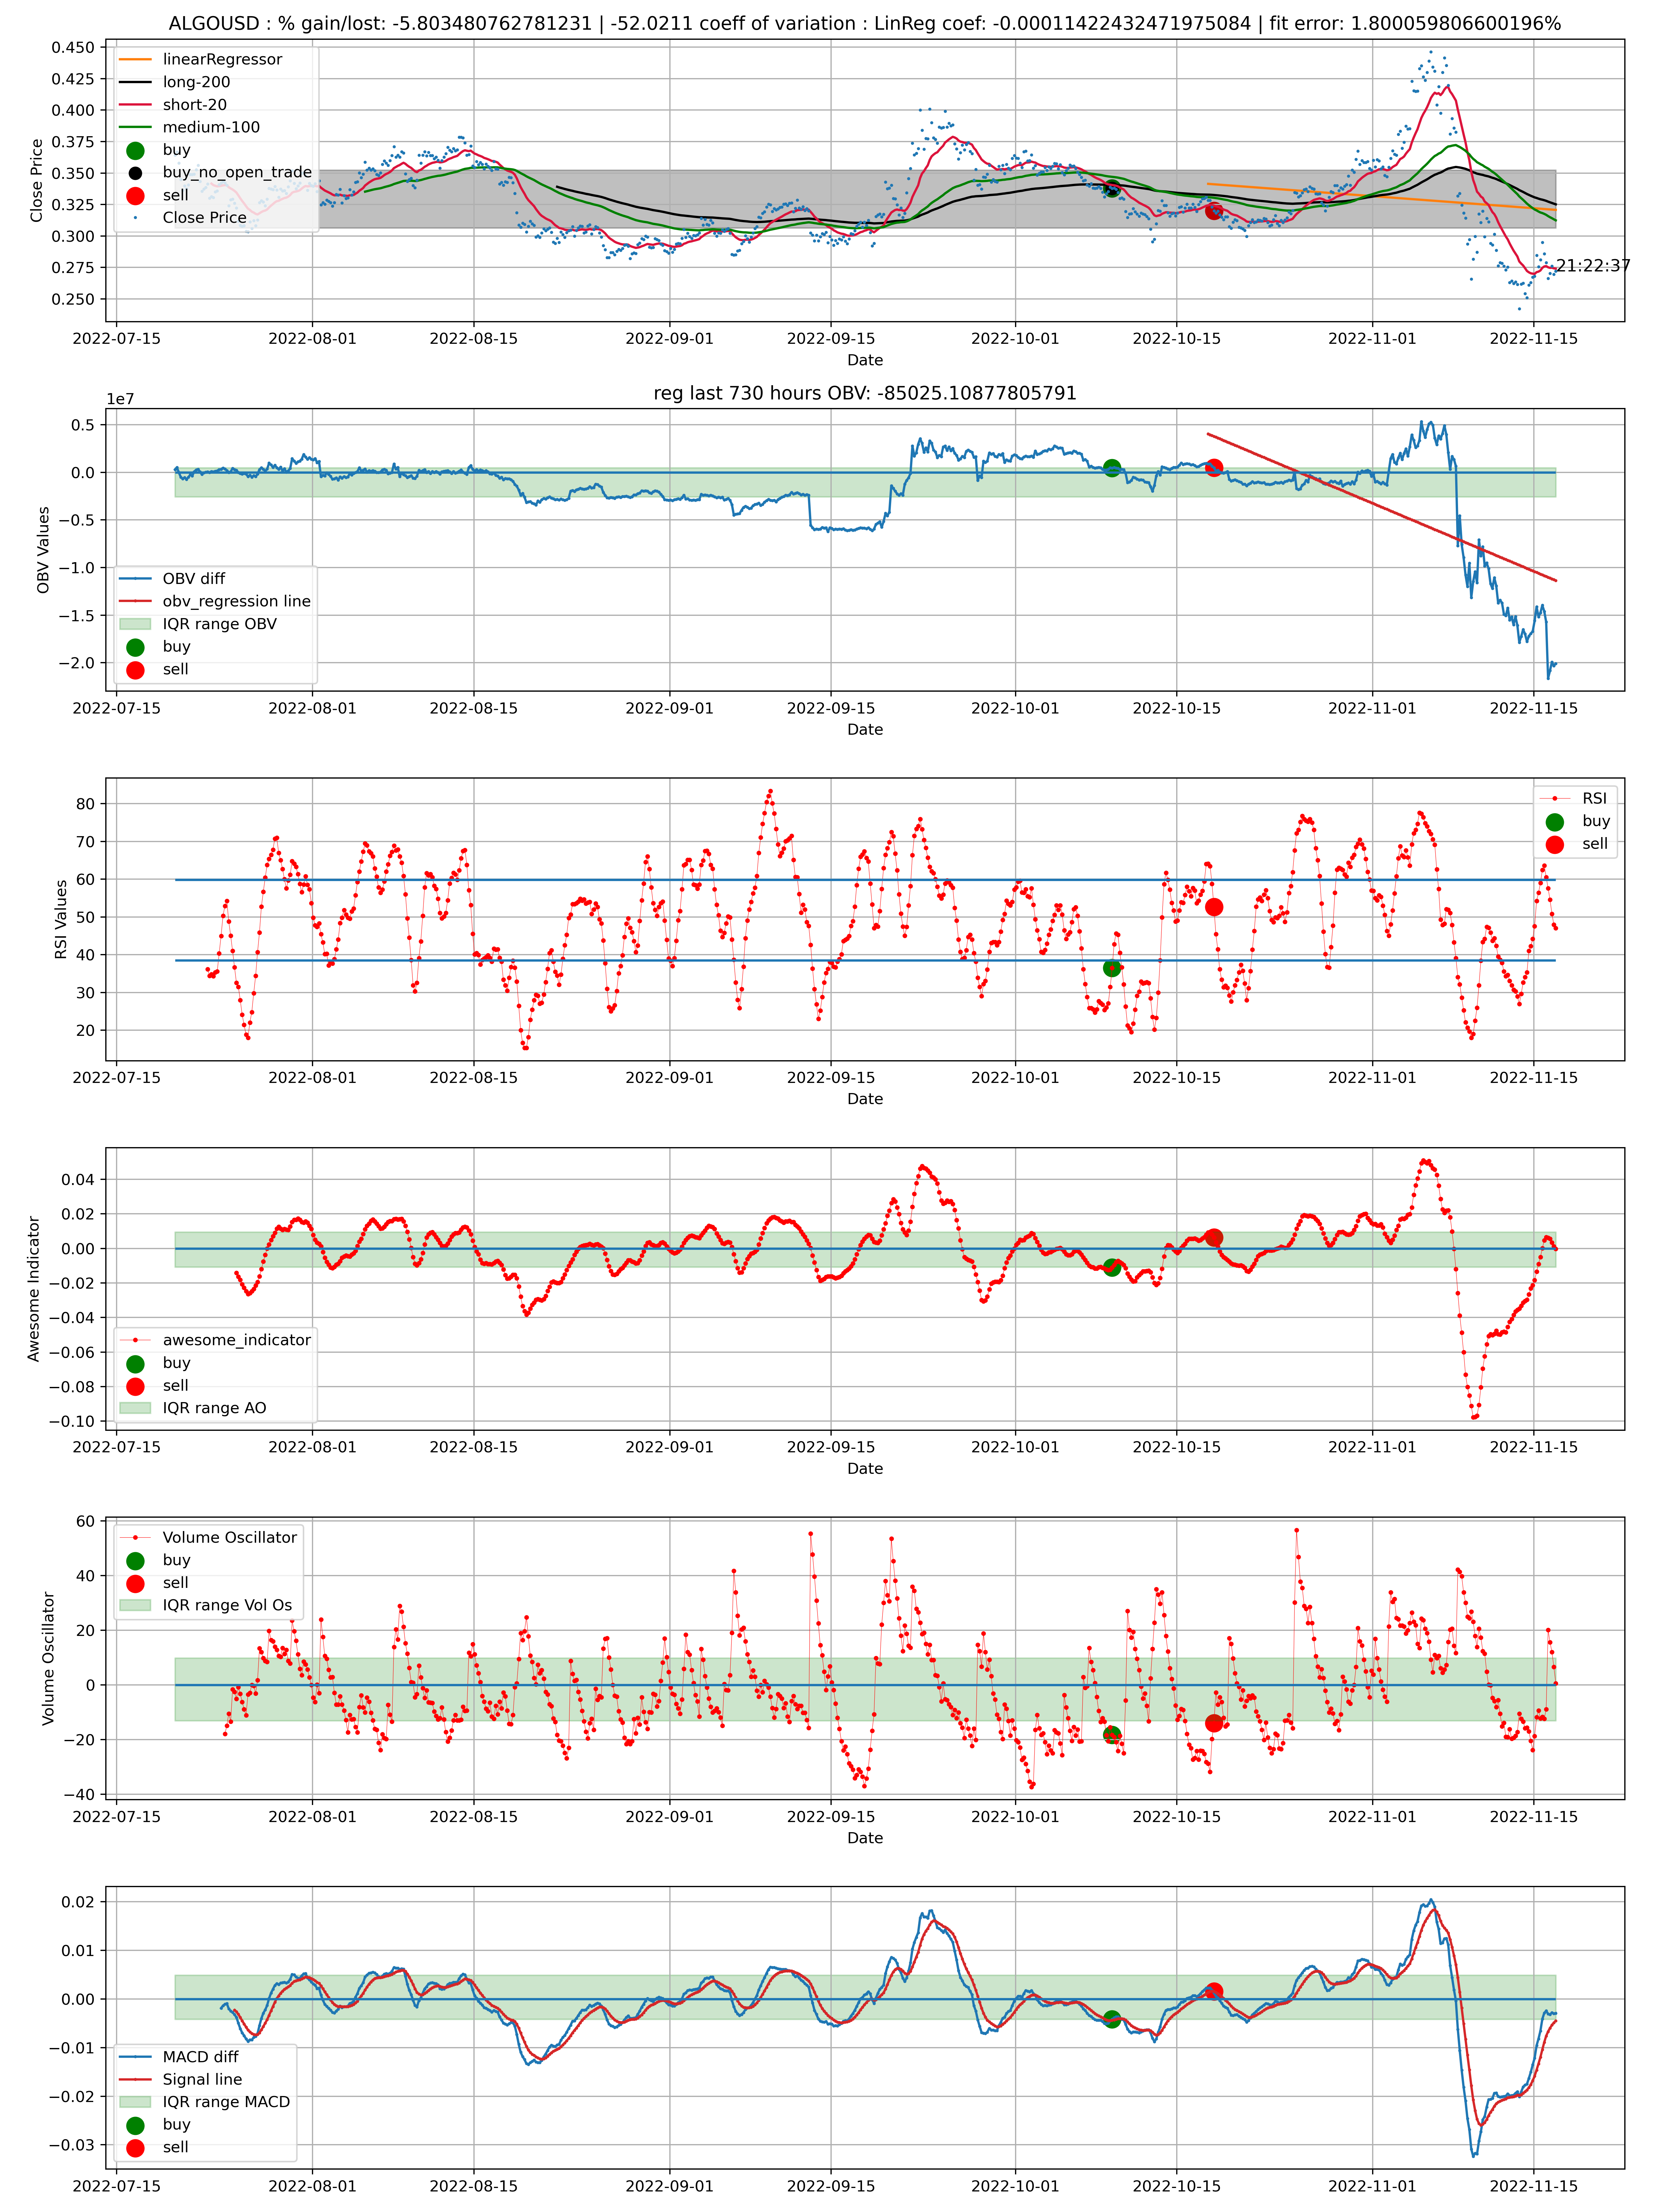 ALGOUSD : % gain/lost: -5.803480762781231 | -52.0211 coeff of variation : LinReg coef: -0.00011422432471975084 | fit error: 1.800059806600196%
0.450
0.425
0.400
0.375
0.350
0.325
0.300
0.275
0.250
Close Price
linearRegressor
long-200
short-20
medium-100
buy
buy_no_open_trade
sell
Close Price
21:22:37
2022-07-15 2022-08-01 2022-08-15 2022-09-01 2022-09-15 2022-10-01 2022-10-15 2022-11-01 2022-11-15
Date
reg last 730 hours OBV: -85025.10877805791
1e7
0.5
0.0
−0.5
−1.0
−1.5
−2.0
OBV Values
OBV diff
obv_regression line
IQR range OBV
buy
sell
2022-07-15 2022-08-01 2022-08-15 2022-09-01 2022-09-15 2022-10-01 2022-10-15 2022-11-01 2022-11-15
Date
80
70
60
50
40
30
20
RSI Values
RSI
buy
sell
2022-07-15 2022-08-01 2022-08-15 2022-09-01 2022-09-15 2022-10-01 2022-10-15 2022-11-01 2022-11-15
Date
0.04
0.02
0.00
−0.02
−0.04
−0.06
−0.08
−0.10
Awesome Indicator
awesome_indicator
buy
sell
IQR range AO
2022-07-15 2022-08-01 2022-08-15 2022-09-01 2022-09-15 2022-10-01 2022-10-15 2022-11-01 2022-11-15
Date
60
40
20
0
−20
−40
Volume Oscillator
Volume Oscillator
buy
sell
IQR range Vol Os
2022-07-15 2022-08-01 2022-08-15 2022-09-01 2022-09-15 2022-10-01 2022-10-15 2022-11-01 2022-11-15
Date
0.02
0.01
0.00
−0.01
−0.02
−0.03
MACD diff
Signal line
IQR range MACD
buy
sell
2022-07-15 2022-08-01 2022-08-15 2022-09-01 2022-09-15 2022-10-01 2022-10-15 2022-11-01 2022-11-15